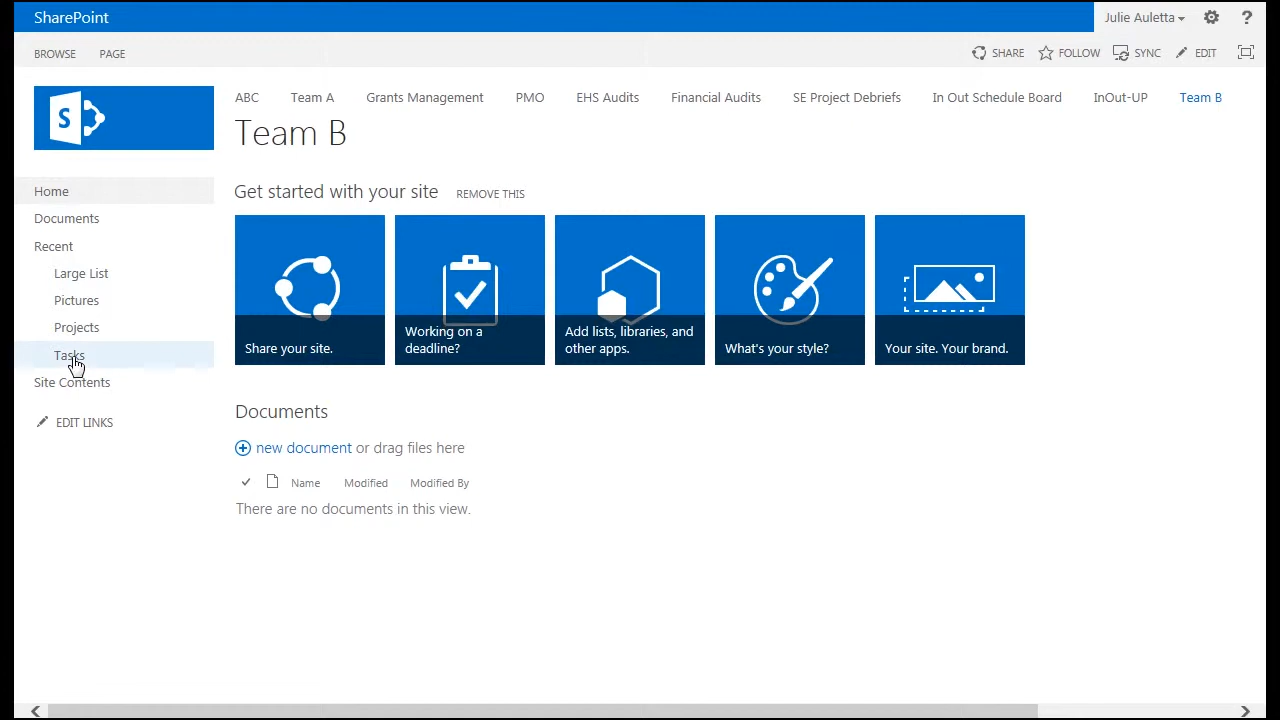 SharePoint
Julie Auletta
?
BROWSE PAGE
SHARE FOLLOW SYNC EDIT
S
ABC Team A Grants Management PMO EHS Audits Financial Audits SE Project Debriefs In Out Schedule Board InOut-UP Team B
Team B
Home
Documents
Recent
Large List
Pictures
Projects
Tasks
Site Contents
EDIT LINKS
Get started with your site REMOVE THIS
Share your site.
Working on a
deadline?
Add lists, libraries, and
other apps.
What's your style?
Your site. Your brand.
Documents
new document or drag files here
Name Modified Modified By
There are no documents in this view.